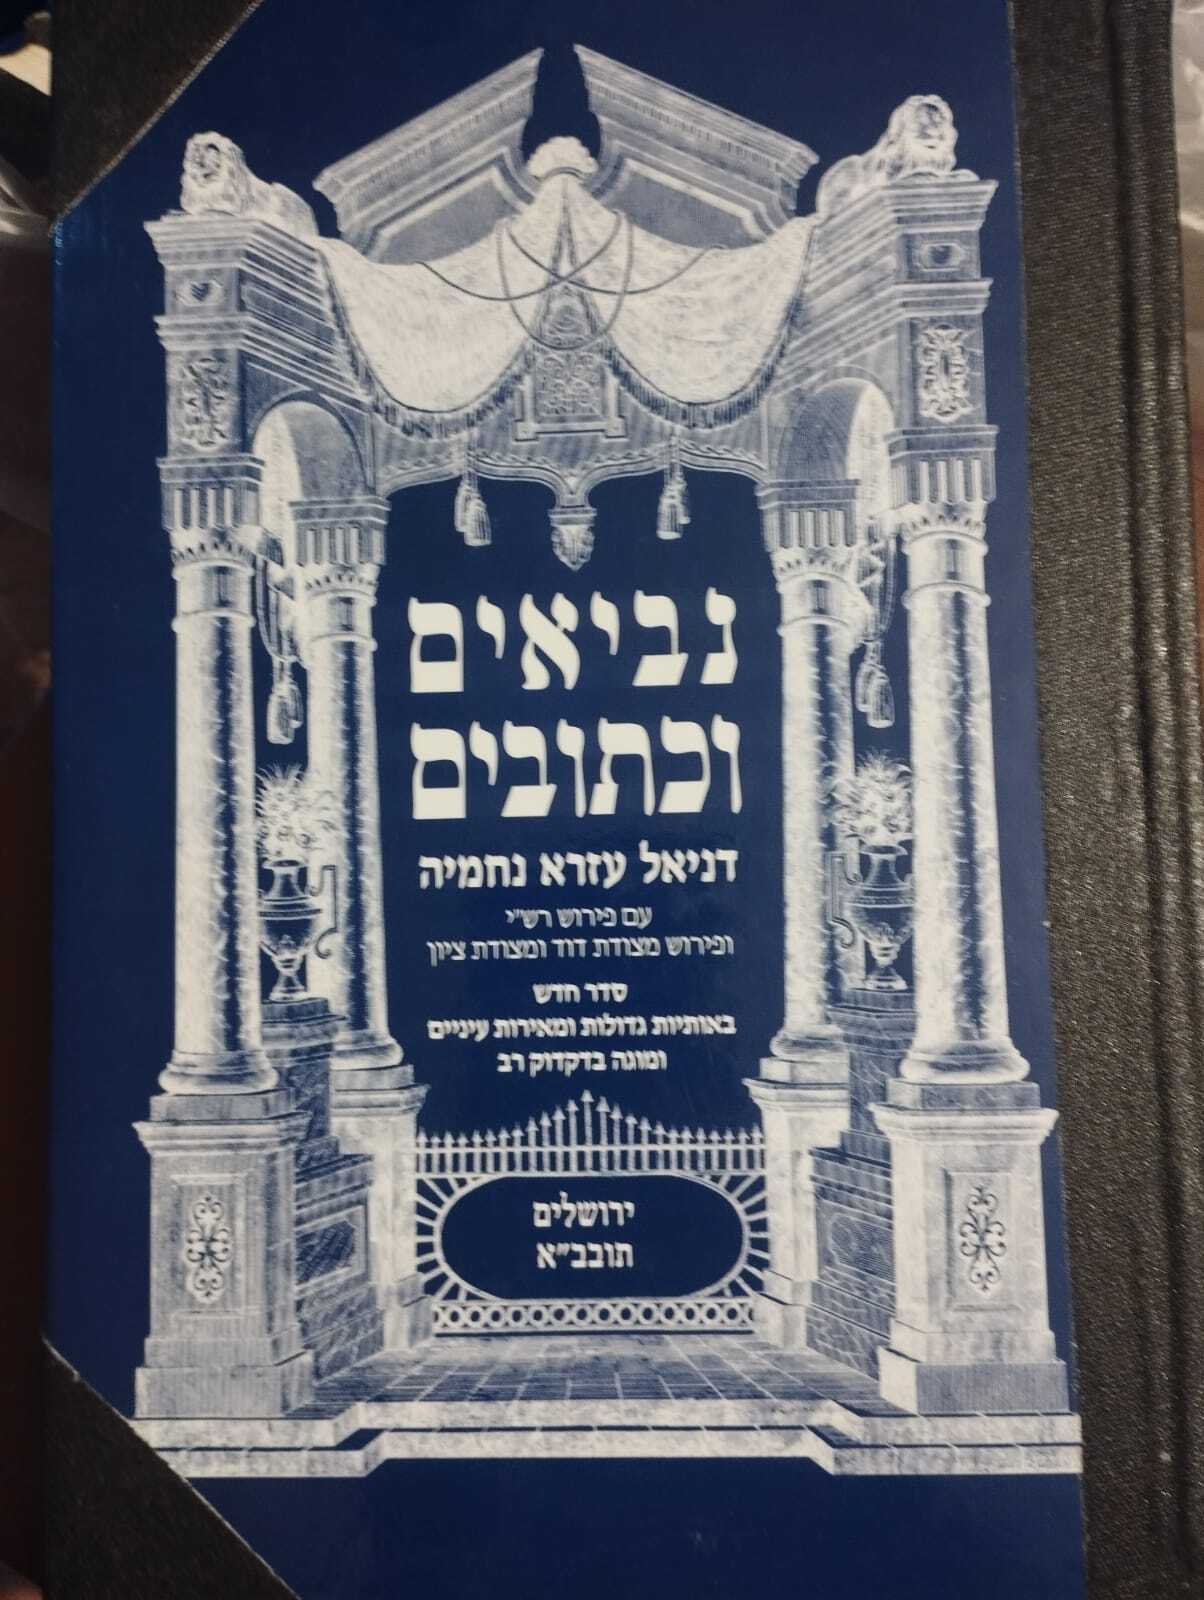 נביאים
וכתובים
דניאל עזרא נחמיה
עם פירוש רש״י
ופירוש מצודת דוד ומצודת ציון
סדר חדש
באותיות גדולות ומאירות עיניים
ומוגה בדקדוק רב
ירושלים
תובב״א